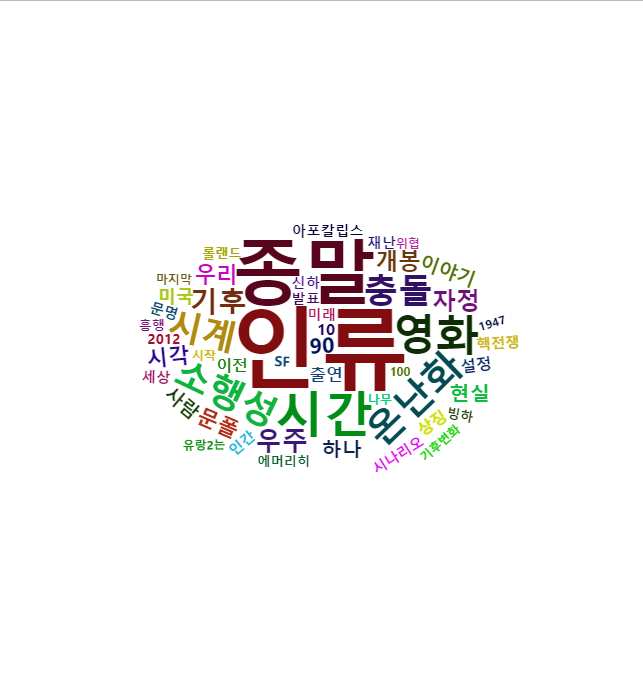 아포칼립스
재난
위협
롤랜드
종말
개봉
이야기
마지막
우리
신하
충돌
미국
기후
발표
자정
문명
미래
1947
흥행
시계
인류
10
영화
핵전쟁
2012
90
시각
시작
이전
SF
출연
100
온난화
설정
세상
소행성
현실
사람
문폴
시간
나무
상징
빙하
유랑2는
인간
우주
하나
시나리오
기후변화
에머리히